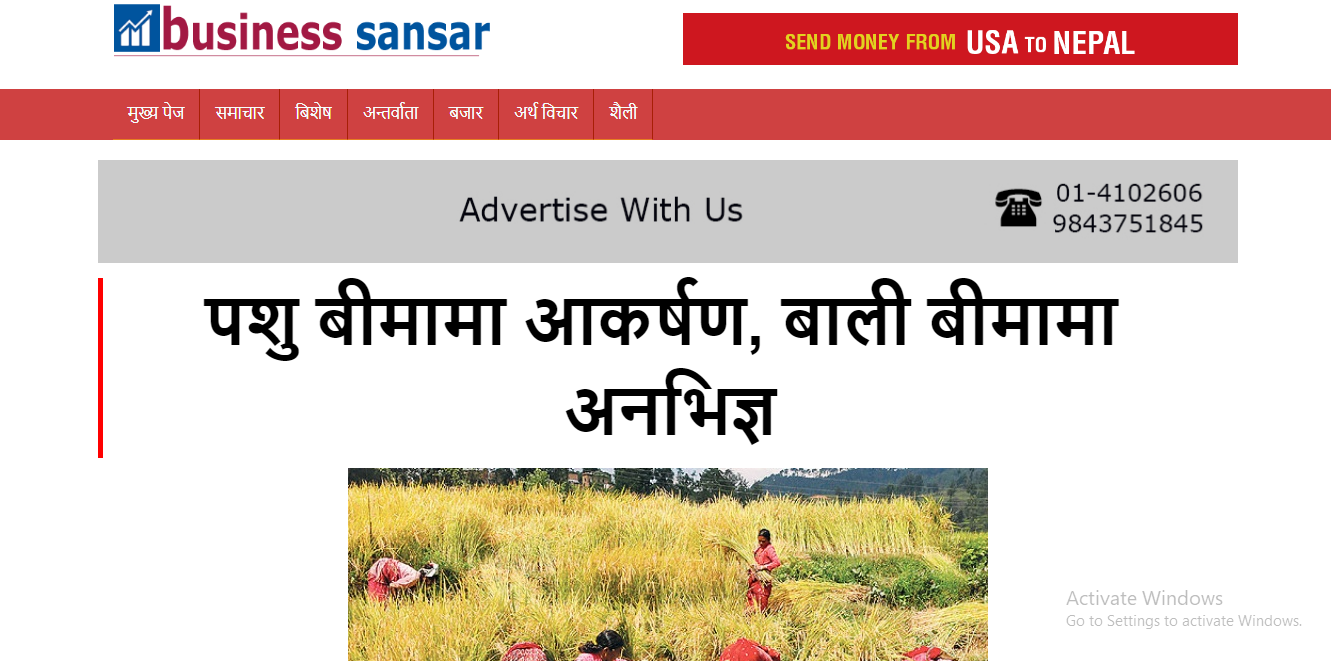 business sansar
SEND MONEY FROM USA TO NEPAL
मुख्य पेज समाचार बिशेष अन्तर्वाता बजार अर्थ विचार शैली
Advertise With Us
01-4102606
9843751845
पशु बीमामा आकर्षण, बाली बीमामा
अनभिज्ञ
Activate Windows
Go to Settings to activate Windows.